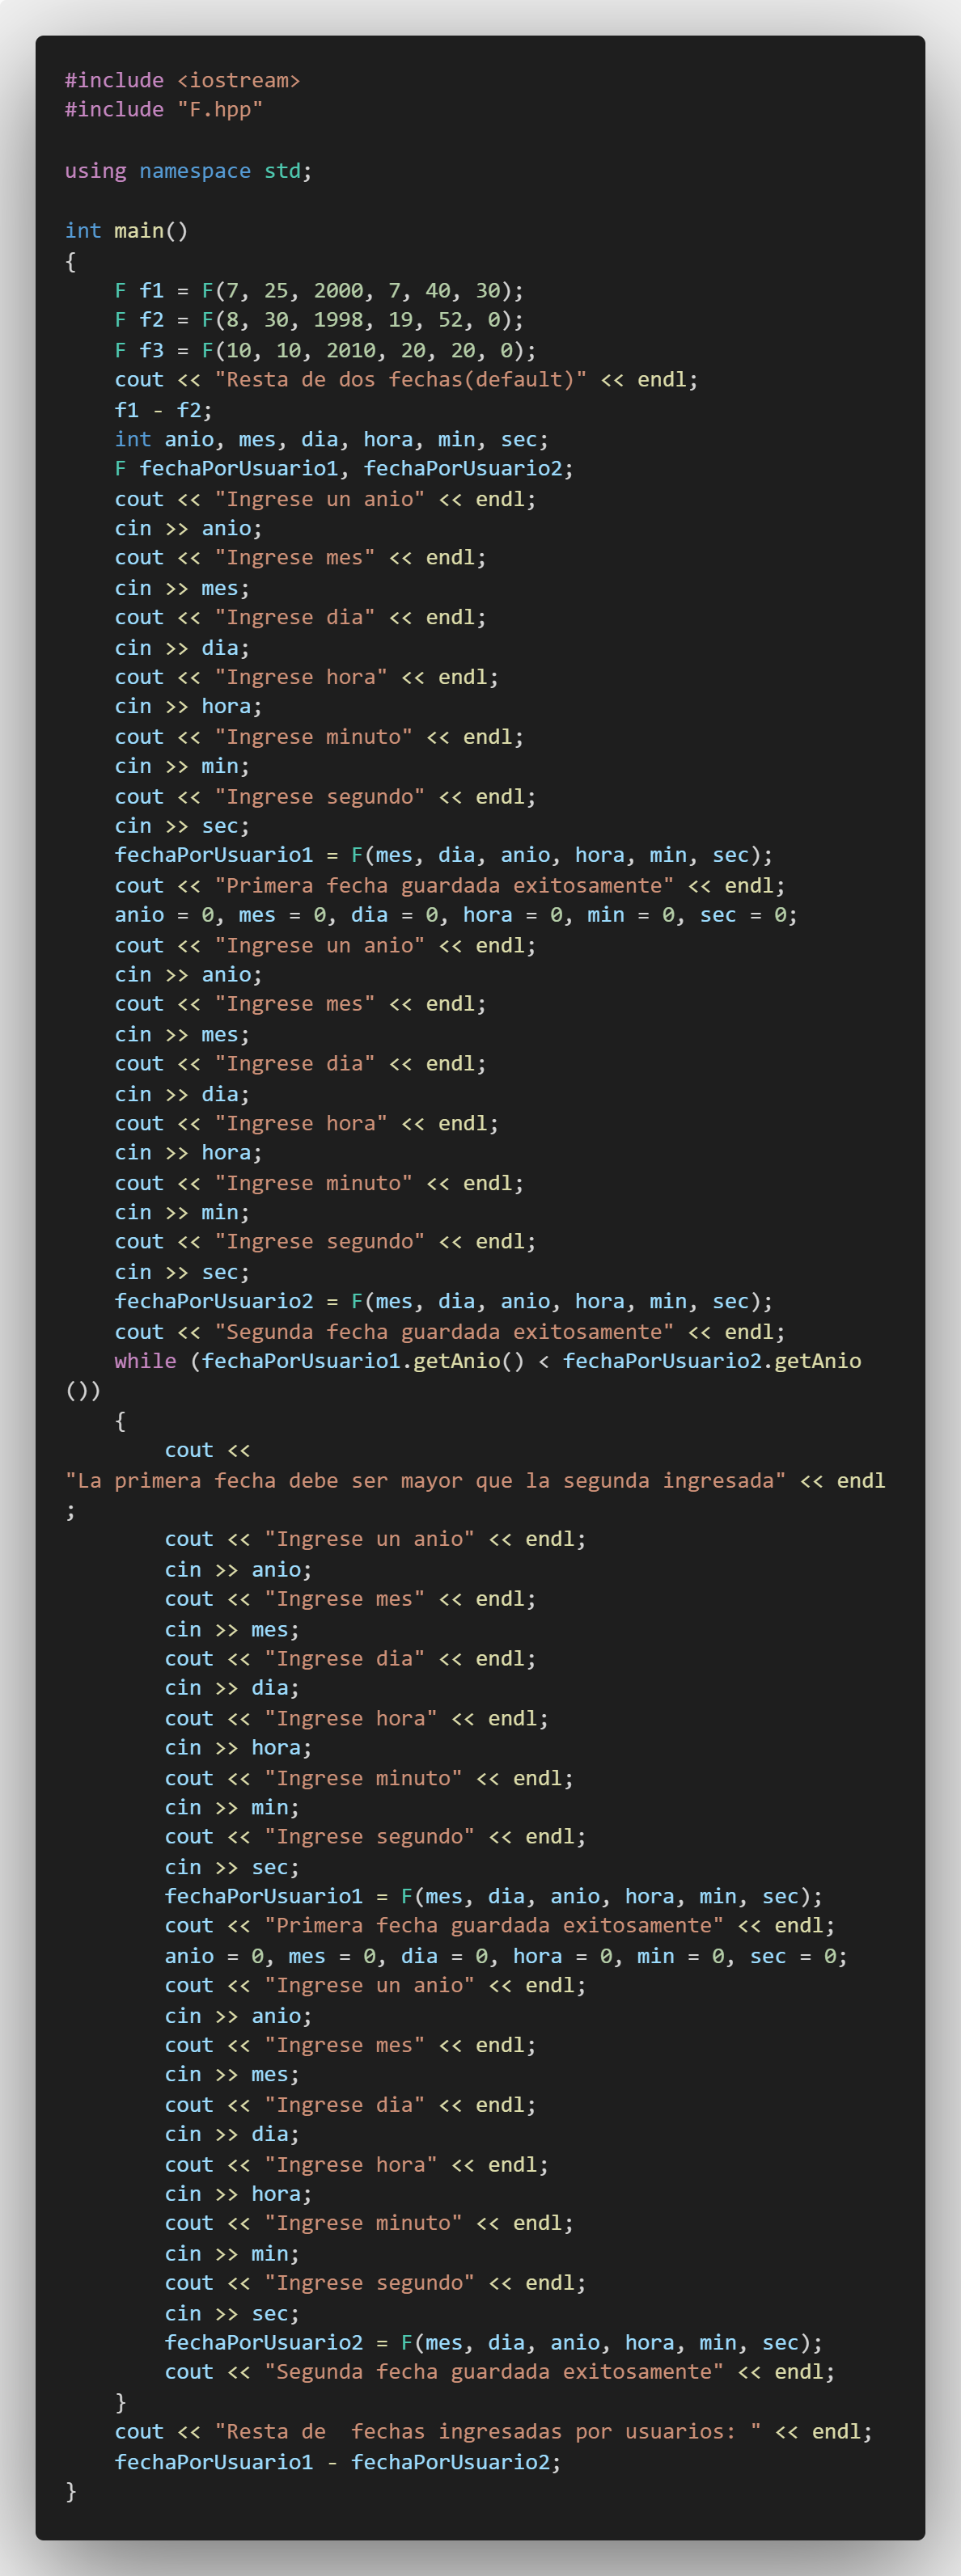 #include <iostream>
#include "F.hpp"

using namespace std;

int main()
{
    F f1 = F(7, 25, 2000, 7, 40, 30);
    F f2 = F(8, 30, 1998, 19, 52, 0);
    F f3 = F(10, 10, 2010, 20, 20, 0);
    cout << "Resta de dos fechas(default)" << endl;
    f1 - f2;
    int anio, mes, dia, hora, min, sec;
    F fechaPorUsuario1, fechaPorUsuario2;
    cout << "Ingrese un anio" << endl;
    cin >> anio;
    cout << "Ingrese mes" << endl;
    cin >> mes;
    cout << "Ingrese dia" << endl;
    cin >> dia;
    cout << "Ingrese hora" << endl;
    cin >> hora;
    cout << "Ingrese minuto" << endl;
    cin >> min;
    cout << "Ingrese segundo" << endl;
    cin >> sec;
    fechaPorUsuario1 = F(mes, dia, anio, hora, min, sec);
    cout << "Primera fecha guardada exitosamente" << endl;
    anio = 0, mes = 0, dia = 0, hora = 0, min = 0, sec = 0;
    cout << "Ingrese un anio" << endl;
    cin >> anio;
    cout << "Ingrese mes" << endl;
    cin >> mes;
    cout << "Ingrese dia" << endl;
    cin >> dia;
    cout << "Ingrese hora" << endl;
    cin >> hora;
    cout << "Ingrese minuto" << endl;
    cin >> min;
    cout << "Ingrese segundo" << endl;
    cin >> sec;
    fechaPorUsuario2 = F(mes, dia, anio, hora, min, sec);
    cout << "Segunda fecha guardada exitosamente" << endl;
    while (fechaPorUsuario1.getAnio() < fechaPorUsuario2.getAnio
())
    {
        cout <<
"La primera fecha debe ser mayor que la segunda ingresada" << endl
;
        cout << "Ingrese un anio" << endl;
        cin >> anio;
        cout << "Ingrese mes" << endl;
        cin >> mes;
        cout << "Ingrese dia" << endl;
        cin >> dia;
        cout << "Ingrese hora" << endl;
        cin >> hora;
        cout << "Ingrese minuto" << endl;
        cin >> min;
        cout << "Ingrese segundo" << endl;
        cin >> sec;
        fechaPorUsuario1 = F(mes, dia, anio, hora, min, sec);
        cout << "Primera fecha guardada exitosamente" << endl;
        anio = 0, mes = 0, dia = 0, hora = 0, min = 0, sec = 0;
        cout << "Ingrese un anio" << endl;
        cin >> anio;
        cout << "Ingrese mes" << endl;
        cin >> mes;
        cout << "Ingrese dia" << endl;
        cin >> dia;
        cout << "Ingrese hora" << endl;
        cin >> hora;
        cout << "Ingrese minuto" << endl;
        cin >> min;
        cout << "Ingrese segundo" << endl;
        cin >> sec;
        fechaPorUsuario2 = F(mes, dia, anio, hora, min, sec);
        cout << "Segunda fecha guardada exitosamente" << endl;
    }
    cout << "Resta de  fechas ingresadas por usuarios: " << endl;
    fechaPorUsuario1 - fechaPorUsuario2;
}